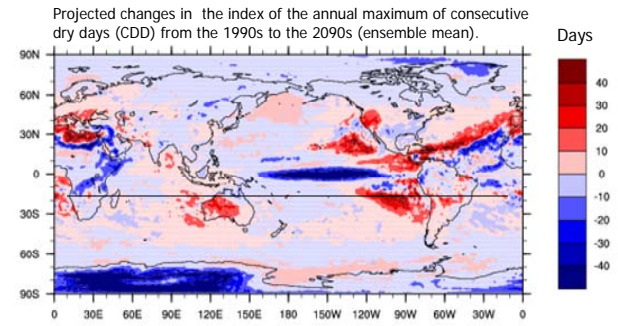 Projected changes in the index of the annual maximum of consecutive
dry days (CDD) from the 1990s to the 2090s (ensemble mean).
Days
90N
60N
30N
0
30S
60S
90S
0 30E 60E 90E 120E 150E 180 150W 120W 90W 60W 30W 0
40
30
20
10
0
-10
-20
-30
-40